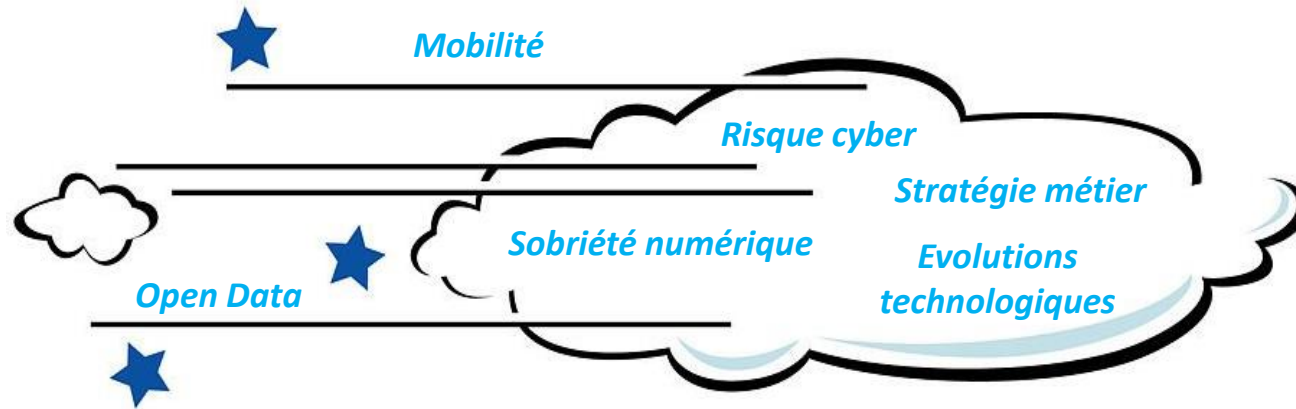 Mobilité
Risque cyber
Stratégie métier
Sobriété numérique
Evolutions
technologiques
Open Data